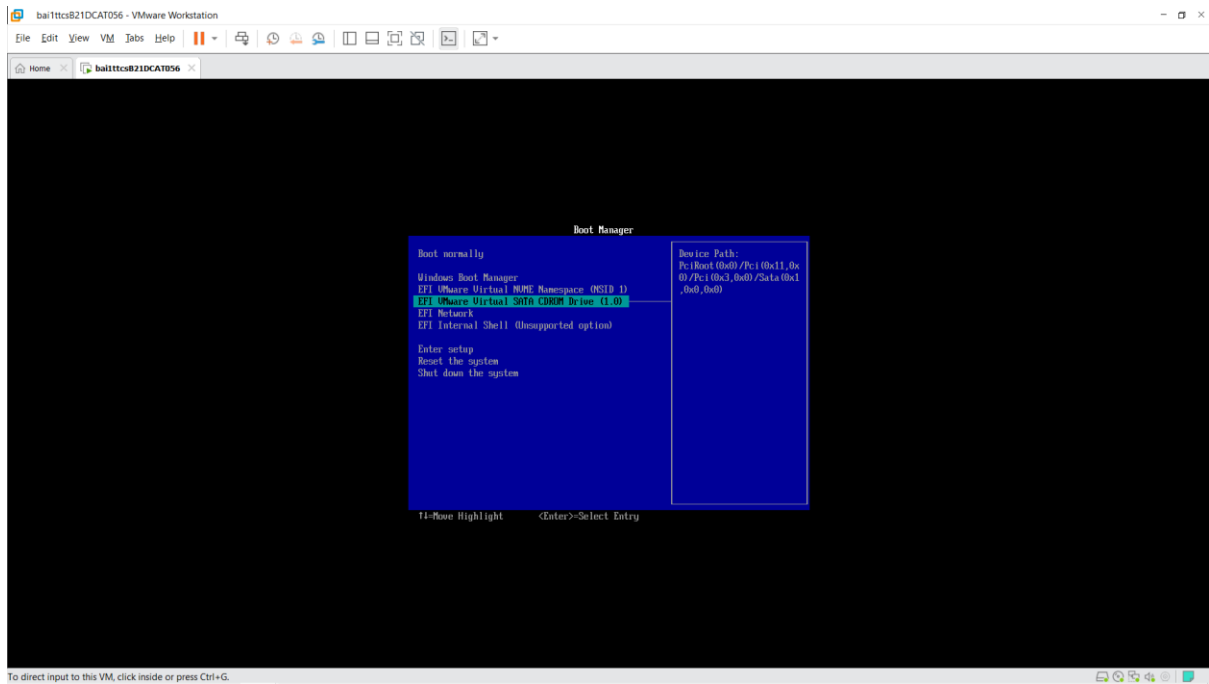 bai1ttcsB21DCAT056 - VMware Workstation
File Edit View VM Tabs Help
Home bai1ttcsB21DCAT056
Boot Manager
Boot normally
Windows Boot Manager
EFI VMware Virtual NVME Namespace (NSID 1)
EFI VMware Virtual SATA CDROM Drive (1.0)
EFI Network
EFI Internal Shell (Unsupported option)
Enter setup
Reset the system
Shut down the system
Device Path:
PciRoot(0x0)/Pci(0x11,0x
0)/Pci(0x3,0x0)/Sata(0x1
,0x0,0x0)
↑↓=Move Highlight <Enter>=Select Entry
To direct input to this VM, click inside or press Ctrl+G.